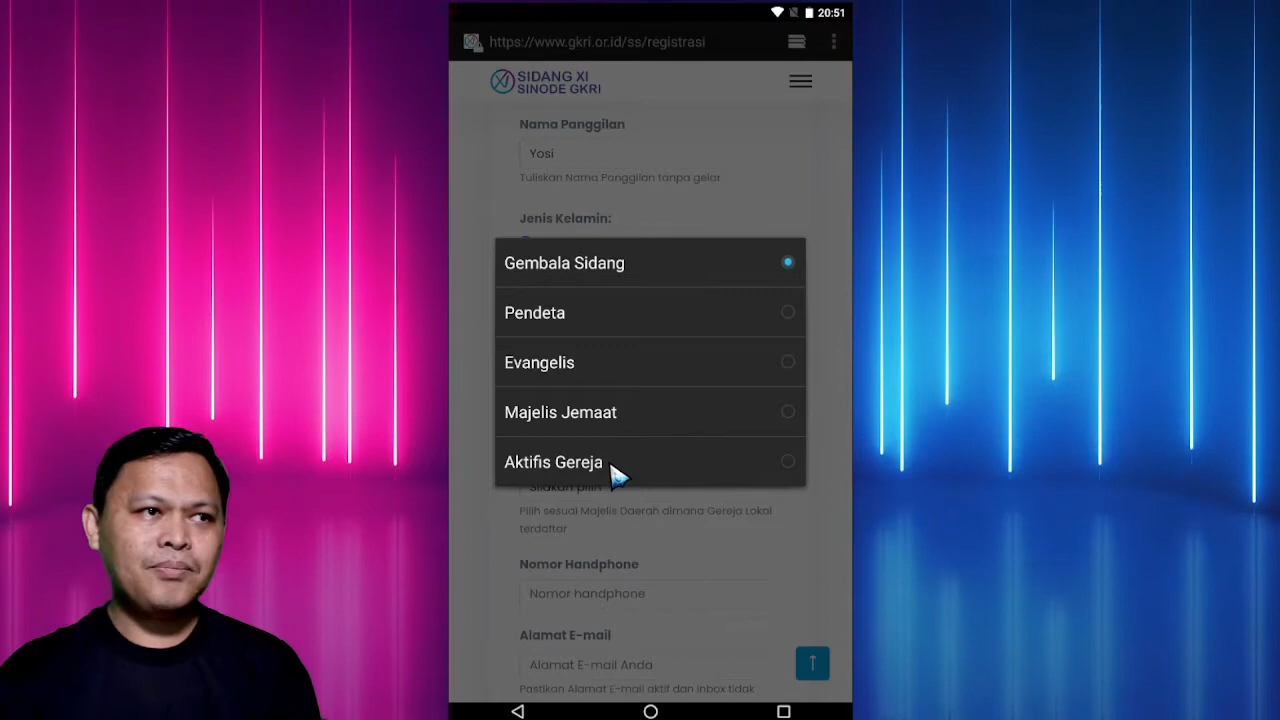 20:51
https://www.gkri.or.id/ss/registrasi
SIDANG XI
SINODE GKRI
Nama Panggilan
Yosi
Tuliskan Nama Panggilan tanpa gelar
Jenis Kelamin:
Gembala Sidang
Pendeta
Evangelis
Majelis Jemaat
Aktifis Gereja
Silakan pilih
Pilih sesuai Majelis Daerah dimana Gereja Lokal
terdaftar
Nomor Handphone
Nomor handphone
Alamat E-mail
Alamat E-mail Anda
Pastikan Alamat E-mail aktif dan inbox tidak